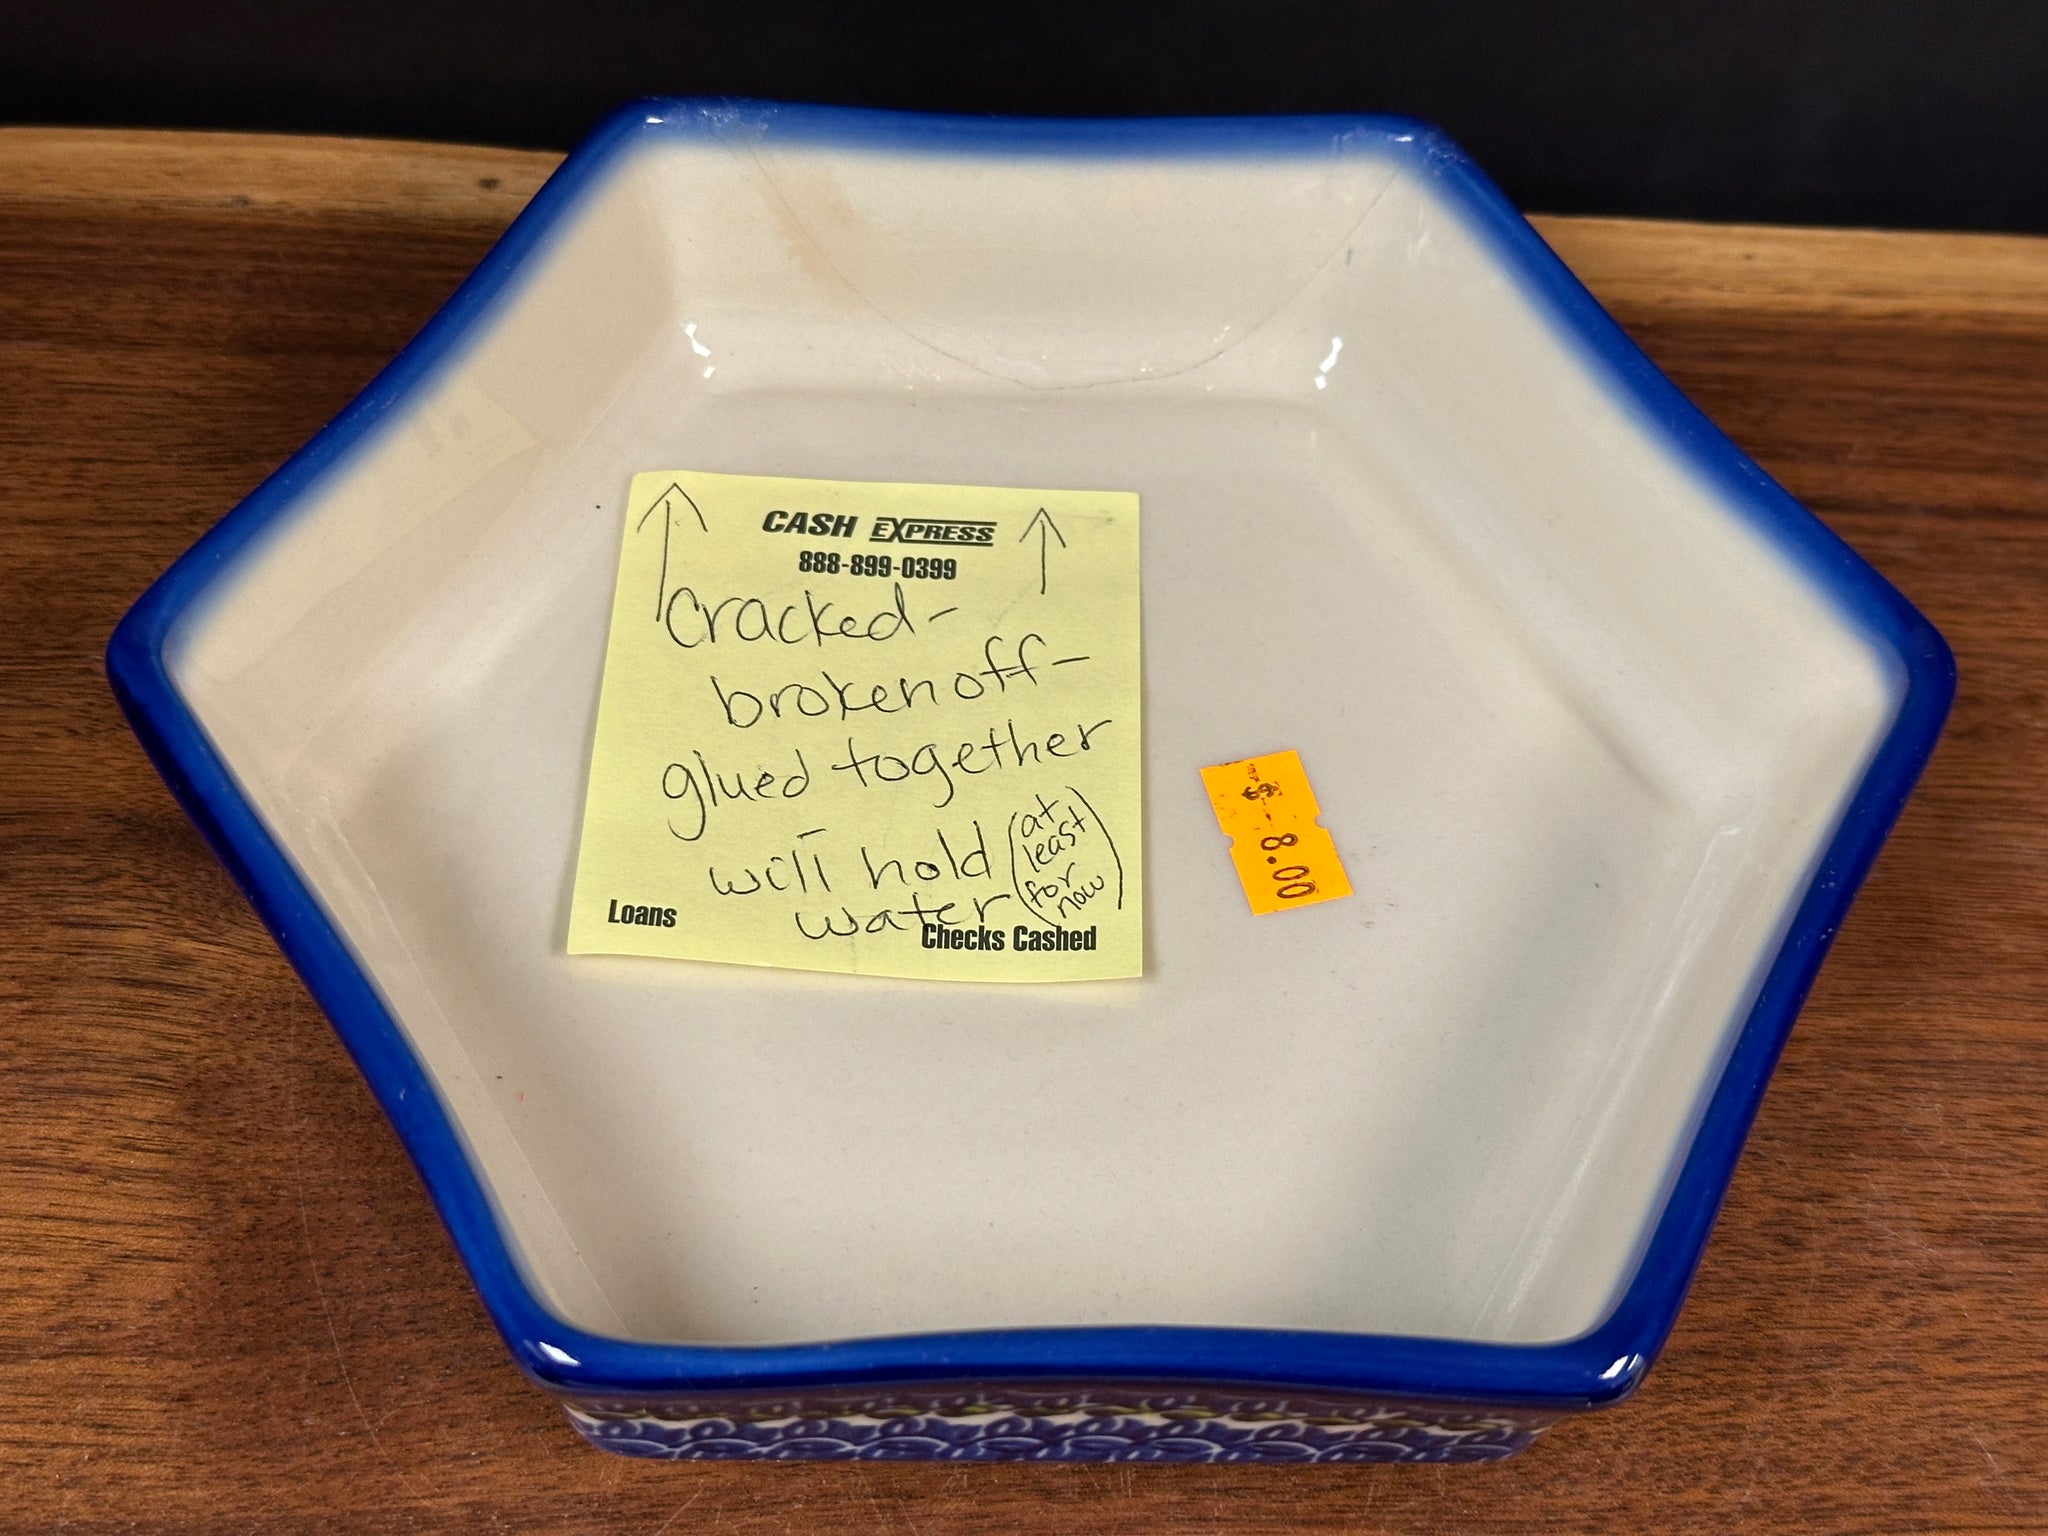 CASH EXPRESS
888-899-0399
Cracked-
broken off-
glued together
will hold (at
least
for
now)
water
Loans
Checks Cashed
$ 8.00